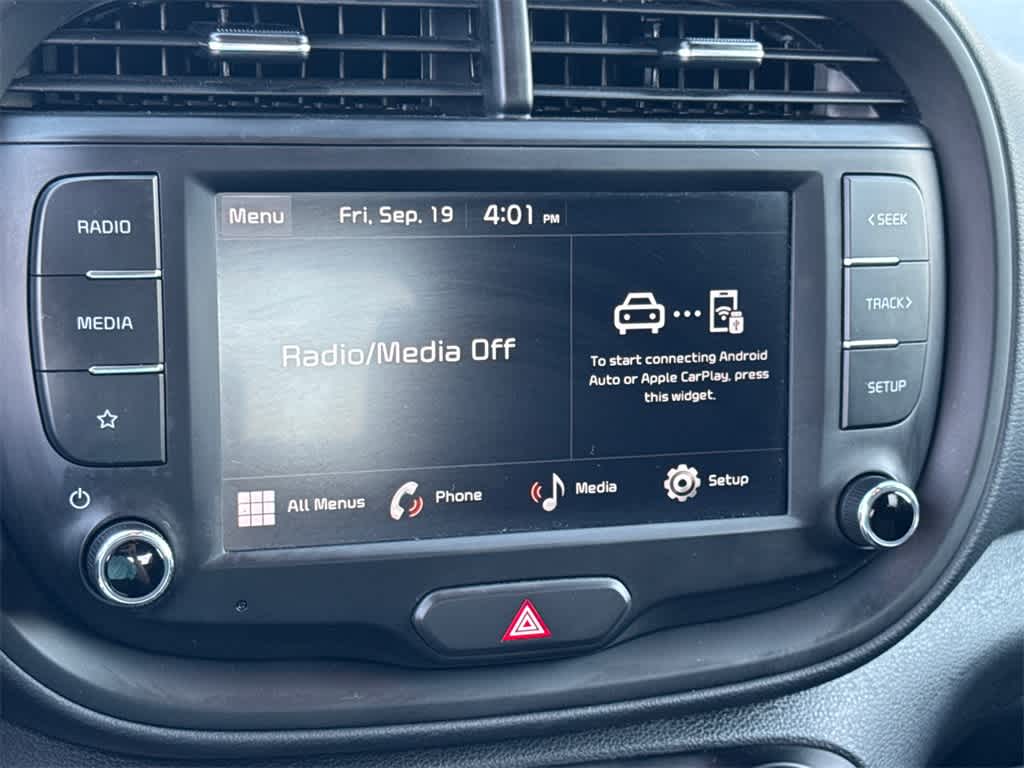 RADIO
MEDIA
Menu
Fri, Sep. 19
4:01 PM
Radio/Media Off
To start connecting Android
Auto or Apple CarPlay, press
this widget.
All Menus
Phone
Media
Setup
< SEEK
TRACK >
SETUP